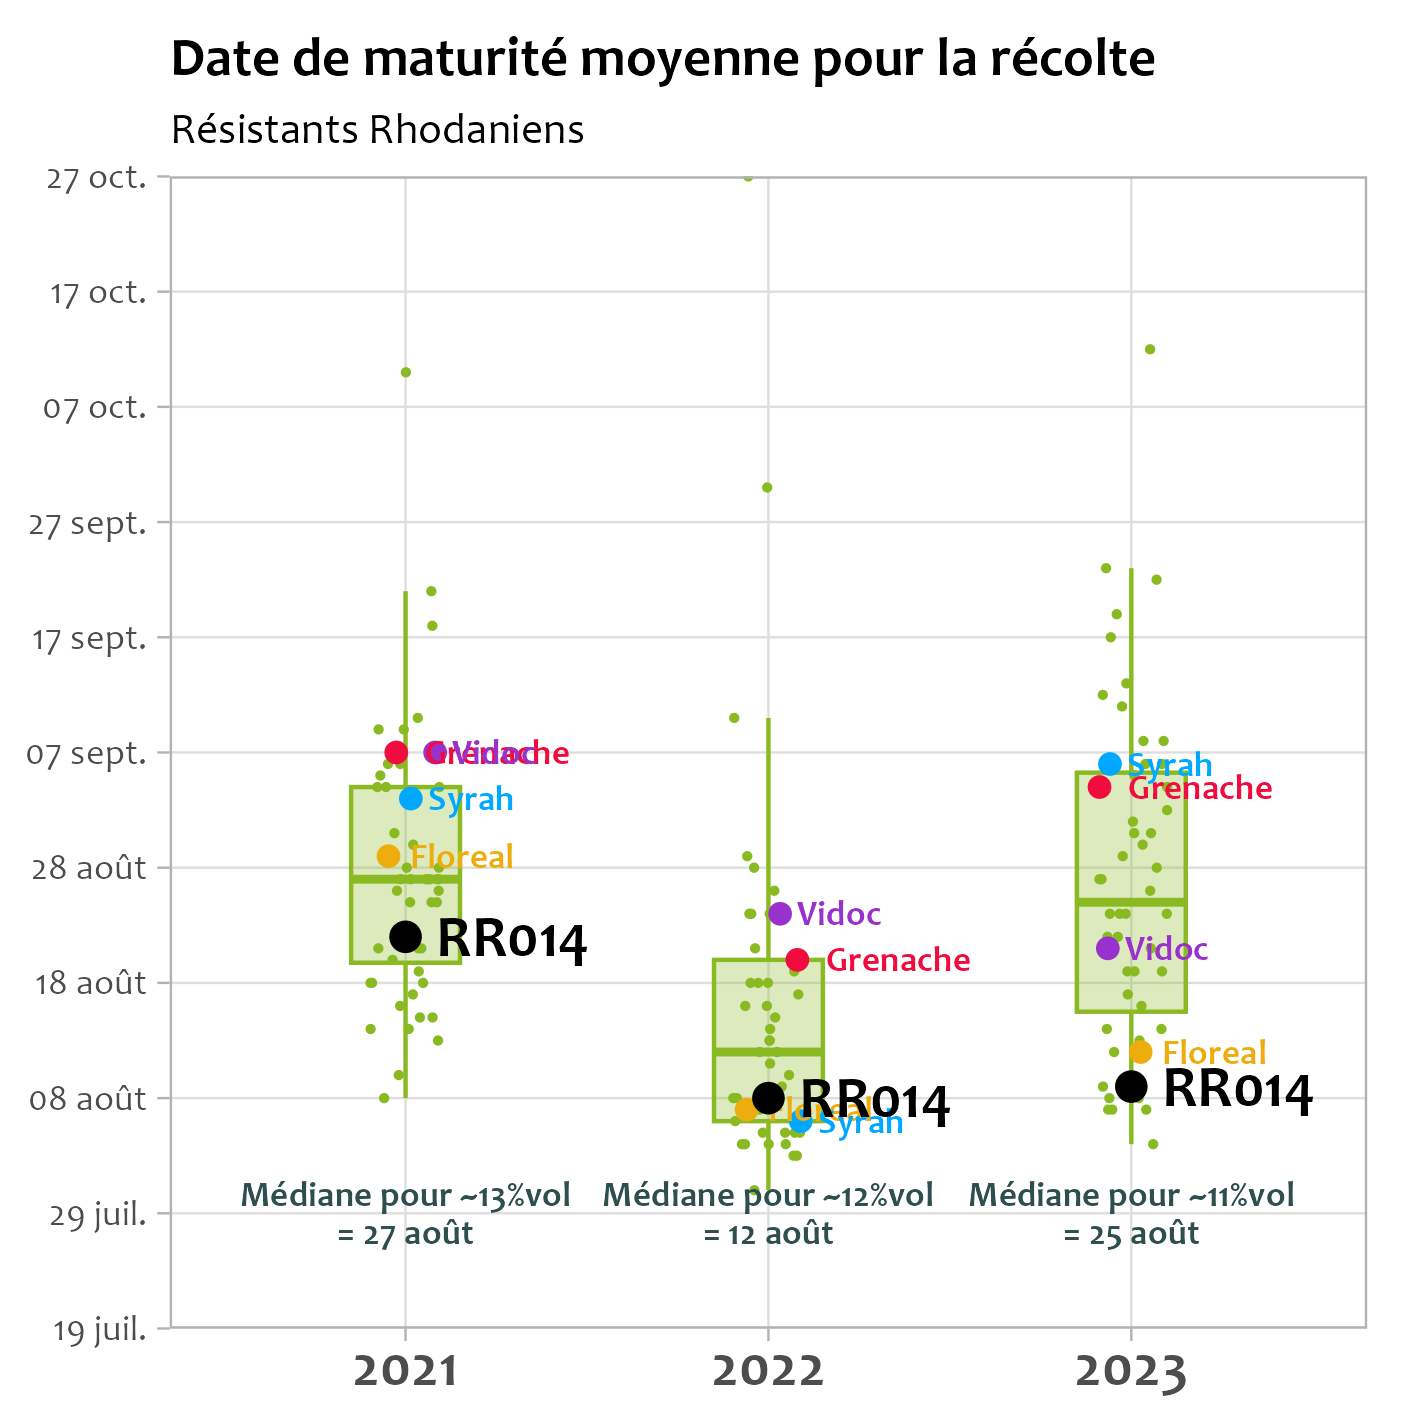 Date de maturité moyenne pour la récolte
Résistants Rhodaniens
27 oct.
17 oct.
07 oct.
27 sept.
17 sept.
07 sept.
28 août
18 août
08 août
29 juil.
19 juil.
Grenache
Vidoc
Syrah
Floreal
RR014
Médiane pour ~13%vol
= 27 août
Vidoc
Grenache
RR014
Floreal
Syrah
Médiane pour ~12%vol
= 12 août
Syrah
Grenache
Vidoc
Floreal
RR014
Médiane pour ~11%vol
= 25 août
2021
2022
2023